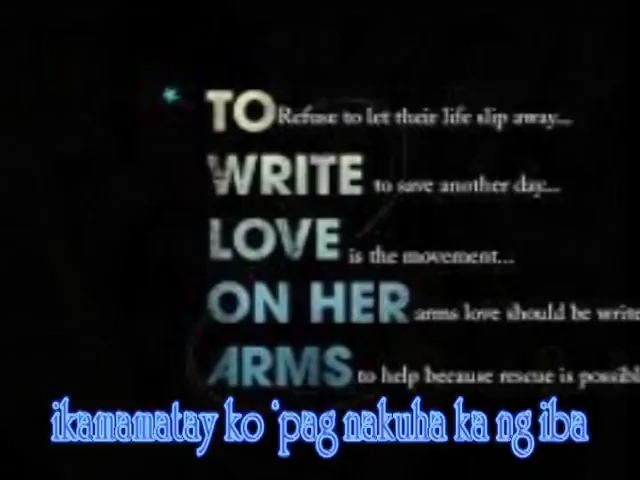 TO Refuse to let their life slip away...
WRITE to save another day...
LOVE is the movement...
ON HER arms love should be write
ARMS to help because rescue is possibl
ikamamatay ko 'pag nakuha ka ng iba